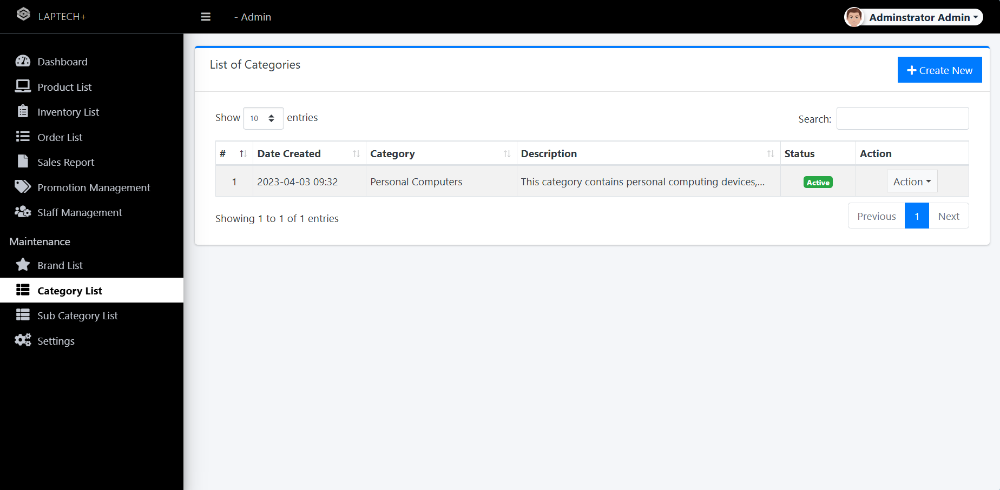 LAPTECH+
- Admin
Adminstrator Admin
Dashboard
Product List
Inventory List
Order List
Sales Report
Promotion Management
Staff Management
Maintenance
Brand List
Category List
Sub Category List
Settings
List of Categories
Create New
Show 10 entries
Search:
# Date Created Category Description Status Action
1 2023-04-03 09:32 Personal Computers This category contains personal computing devices,... Active Action
Showing 1 to 1 of 1 entries
Previous 1 Next